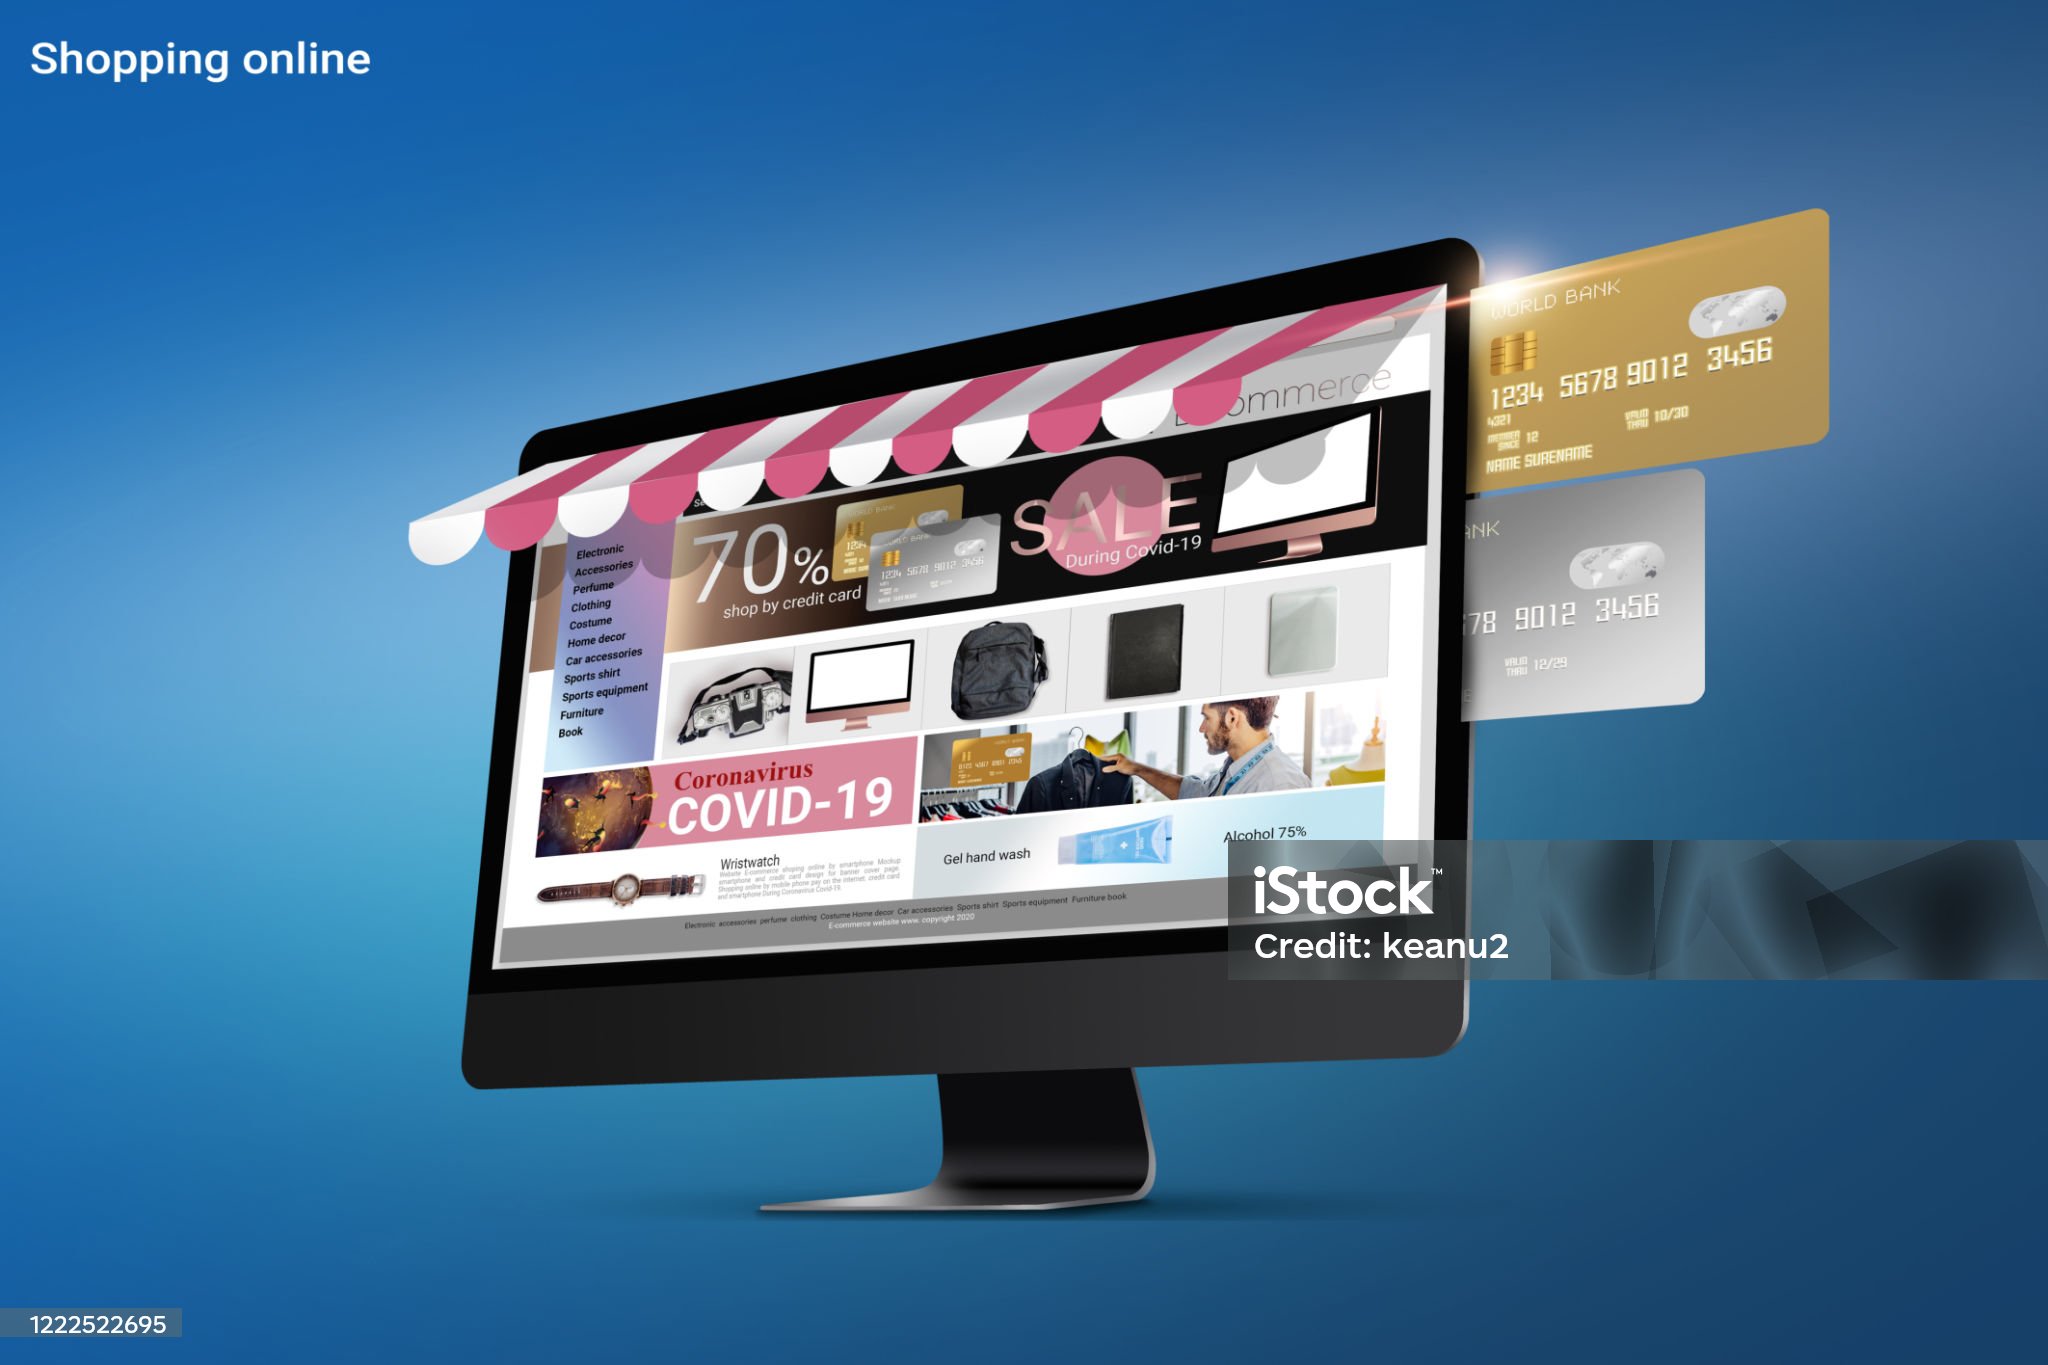 Shopping online
WORLD BANK
1234 5678 9012 3456
4321
VALID THRU 10/30
MEMBER SINCE 12
NAME SURENAME
ANK
78 9012 3456
VALID THRU 12/29
E
ommerce
70%
shop by credit card
WORLD BANK
1234 5678 9012 3456
SALE
During Covid-19
Electronic
Accessories
Perfume
Clothing
Costume
Home decor
Car accessories
Sports shirt
Sports equipment
Furniture
Book
Coronavirus
COVID-19
Wristwatch
Website E-commerce shoping online by smartphone Mockup
smartphone and credit card design for banner cover page.
Shopping online by mobile phone pay on the internet. credit card
and smartphone During Coronavirus Covid-19.
Gel hand wash
Alcohol 75%
Electronic accessories perfume clothing Costume Home decor Car accessories Sports shirt Sports equipment Furniture book
E-commerce website www. copyright 2020
iStock™
Credit: keanu2
1222522695